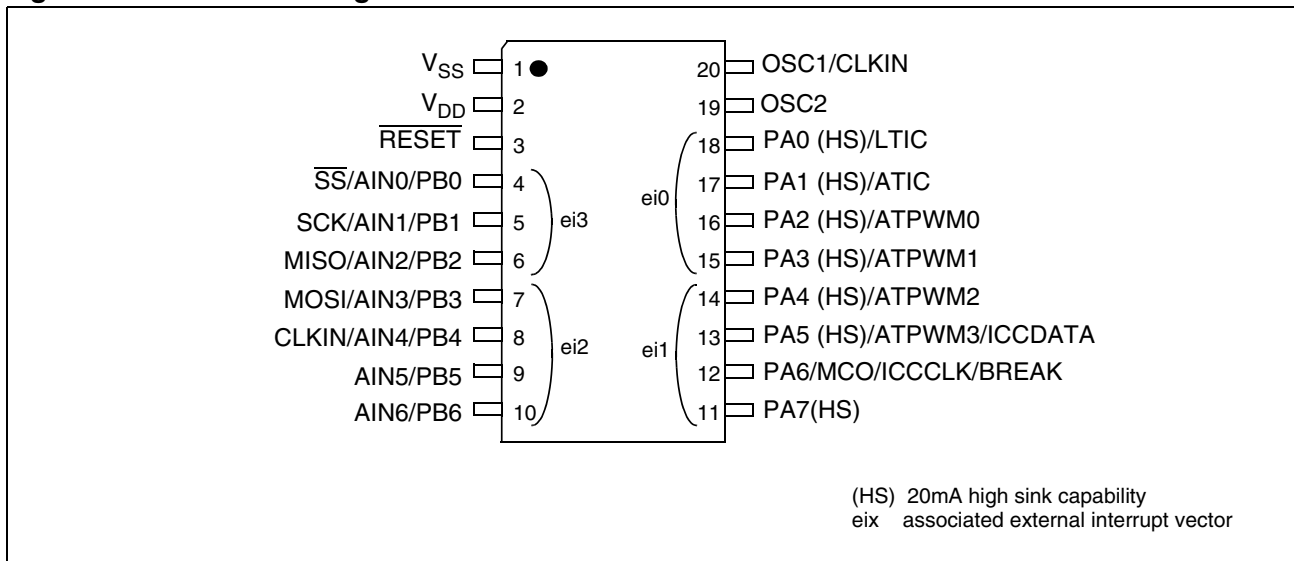 V_SS 1 20 OSC1/CLKIN
V_DD 2 19 OSC2
RESET 3 18 PA0 (HS)/LTIC
SS/AIN0/PB0 4 17 PA1 (HS)/ATIC
ei0
SCK/AIN1/PB1 5 ei3 16 PA2 (HS)/ATPWM0
MISO/AIN2/PB2 6 15 PA3 (HS)/ATPWM1
MOSI/AIN3/PB3 7 14 PA4 (HS)/ATPWM2
CLKIN/AIN4/PB4 8 ei2 ei1 13 PA5 (HS)/ATPWM3/ICCDATA
AIN5/PB5 9 12 PA6/MCO/ICCCLK/BREAK
AIN6/PB6 10 11 PA7(HS)
(HS) 20mA high sink capability
eix associated external interrupt vector